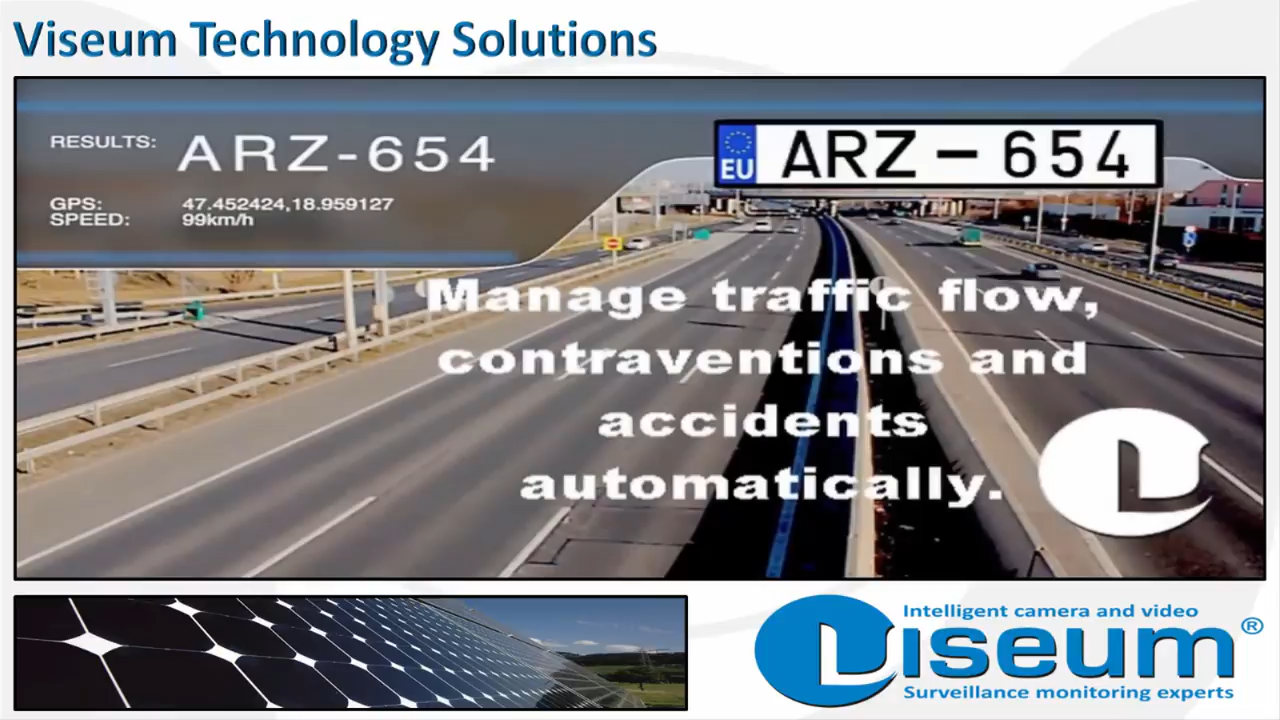 Viseum Technology Solutions
RESULTS: ARZ-654
GPS: 47.452424,18.959127
SPEED: 99km/h
EU ARZ - 654
Manage traffic flow,
contraventions and
accidents
automatically.
Intelligent camera and video
Viseum®
Surveillance monitoring experts